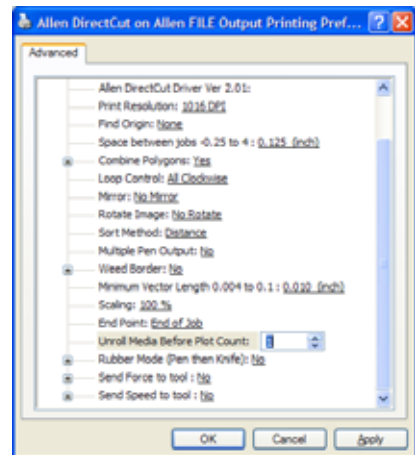 Allen DirectCut on Allen FILE Output Printing Pref...
Advanced
Allen DirectCut Driver Ver 2.01:
Print Resolution: 1016 DPI
Find Origin: None
Space between jobs -0.25 to 4 : 0.125 (inch)
Combine Polygons: Yes
Loop Control: All Clockwise
Mirror: No Mirror
Rotate Image: No Rotate
Sort Method: Distance
Multiple Pen Output: No
Weed Border: No
Minimum Vector Length 0.004 to 0.1 : 0.010 (inch)
Scaling: 100 %
End Point: End of Job
Unroll Media Before Plot Count:
Rubber Mode (Pen then Knife): No
Send Force to tool : No
Send Speed to tool : No
OK Cancel Apply